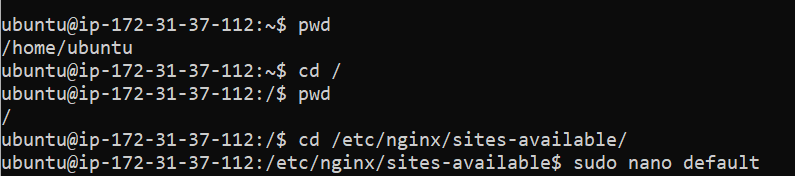 ubuntu@ip-172-31-37-112:~$ pwd
/home/ubuntu
ubuntu@ip-172-31-37-112:~$ cd /
ubuntu@ip-172-31-37-112:/$ pwd
/
ubuntu@ip-172-31-37-112:/$ cd /etc/nginx/sites-available/
ubuntu@ip-172-31-37-112:/etc/nginx/sites-available$ sudo nano default